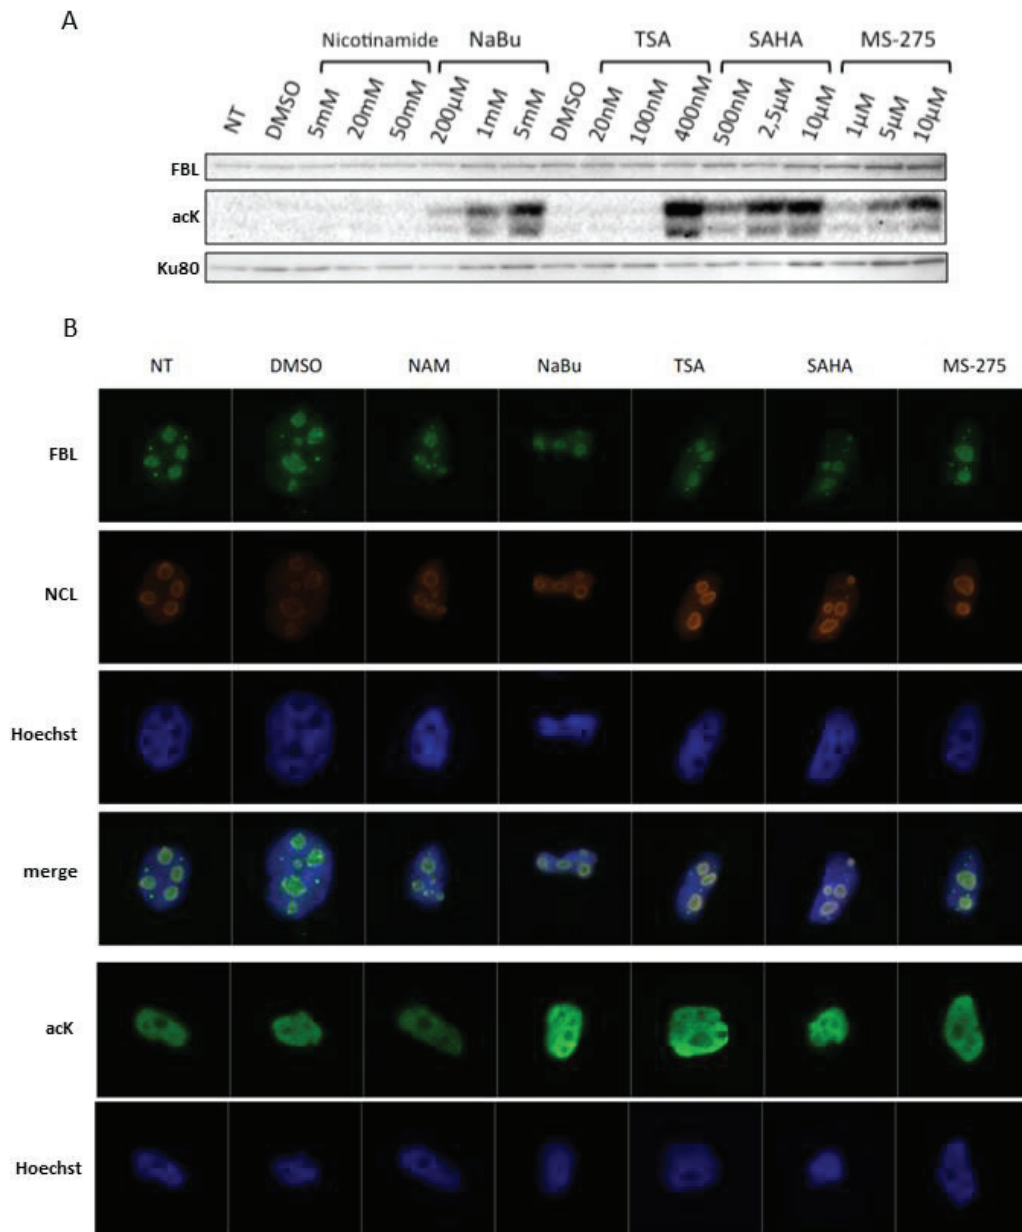 A
Nicotinamide NaBu TSA SAHA MS-275
NT DMSO 5mM 20mM 50mM 200µM 1mM 5mM DMSO 20nM 100nM 400nM 500nM 2,5µM 10µM 1µM 5µM 10µM
FBL
acK
Ku80
B
NT DMSO NAM NaBu TSA SAHA MS-275
FBL
NCL
Hoechst
merge
acK
Hoechst